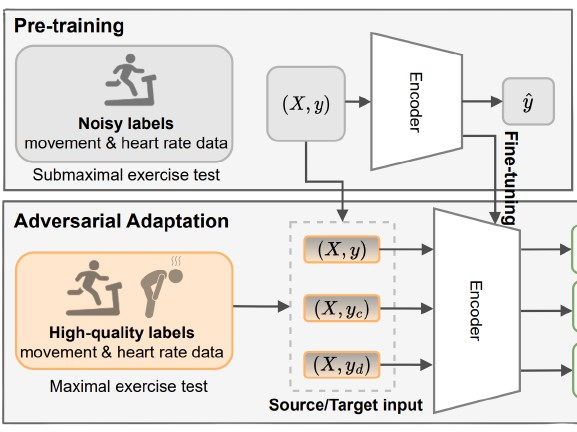 Pre-training
Noisy labels
movement & heart rate data
Submaximal exercise test
(X, y)
Encoder
ŷ
Fine-tuning
Adversarial Adaptation
High-quality labels
movement & heart rate data
Maximal exercise test
(X, y)
(X, y_c)
(X, y_d)
Source/Target input
Encoder